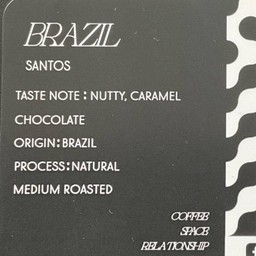 BRAZIL
SANTOS
TASTE NOTE : NUTTY, CARAMEL
CHOCOLATE
ORIGIN: BRAZIL
PROCESS: NATURAL
MEDIUM ROASTED
COFFEE
SPACE
RELATIONSHIP